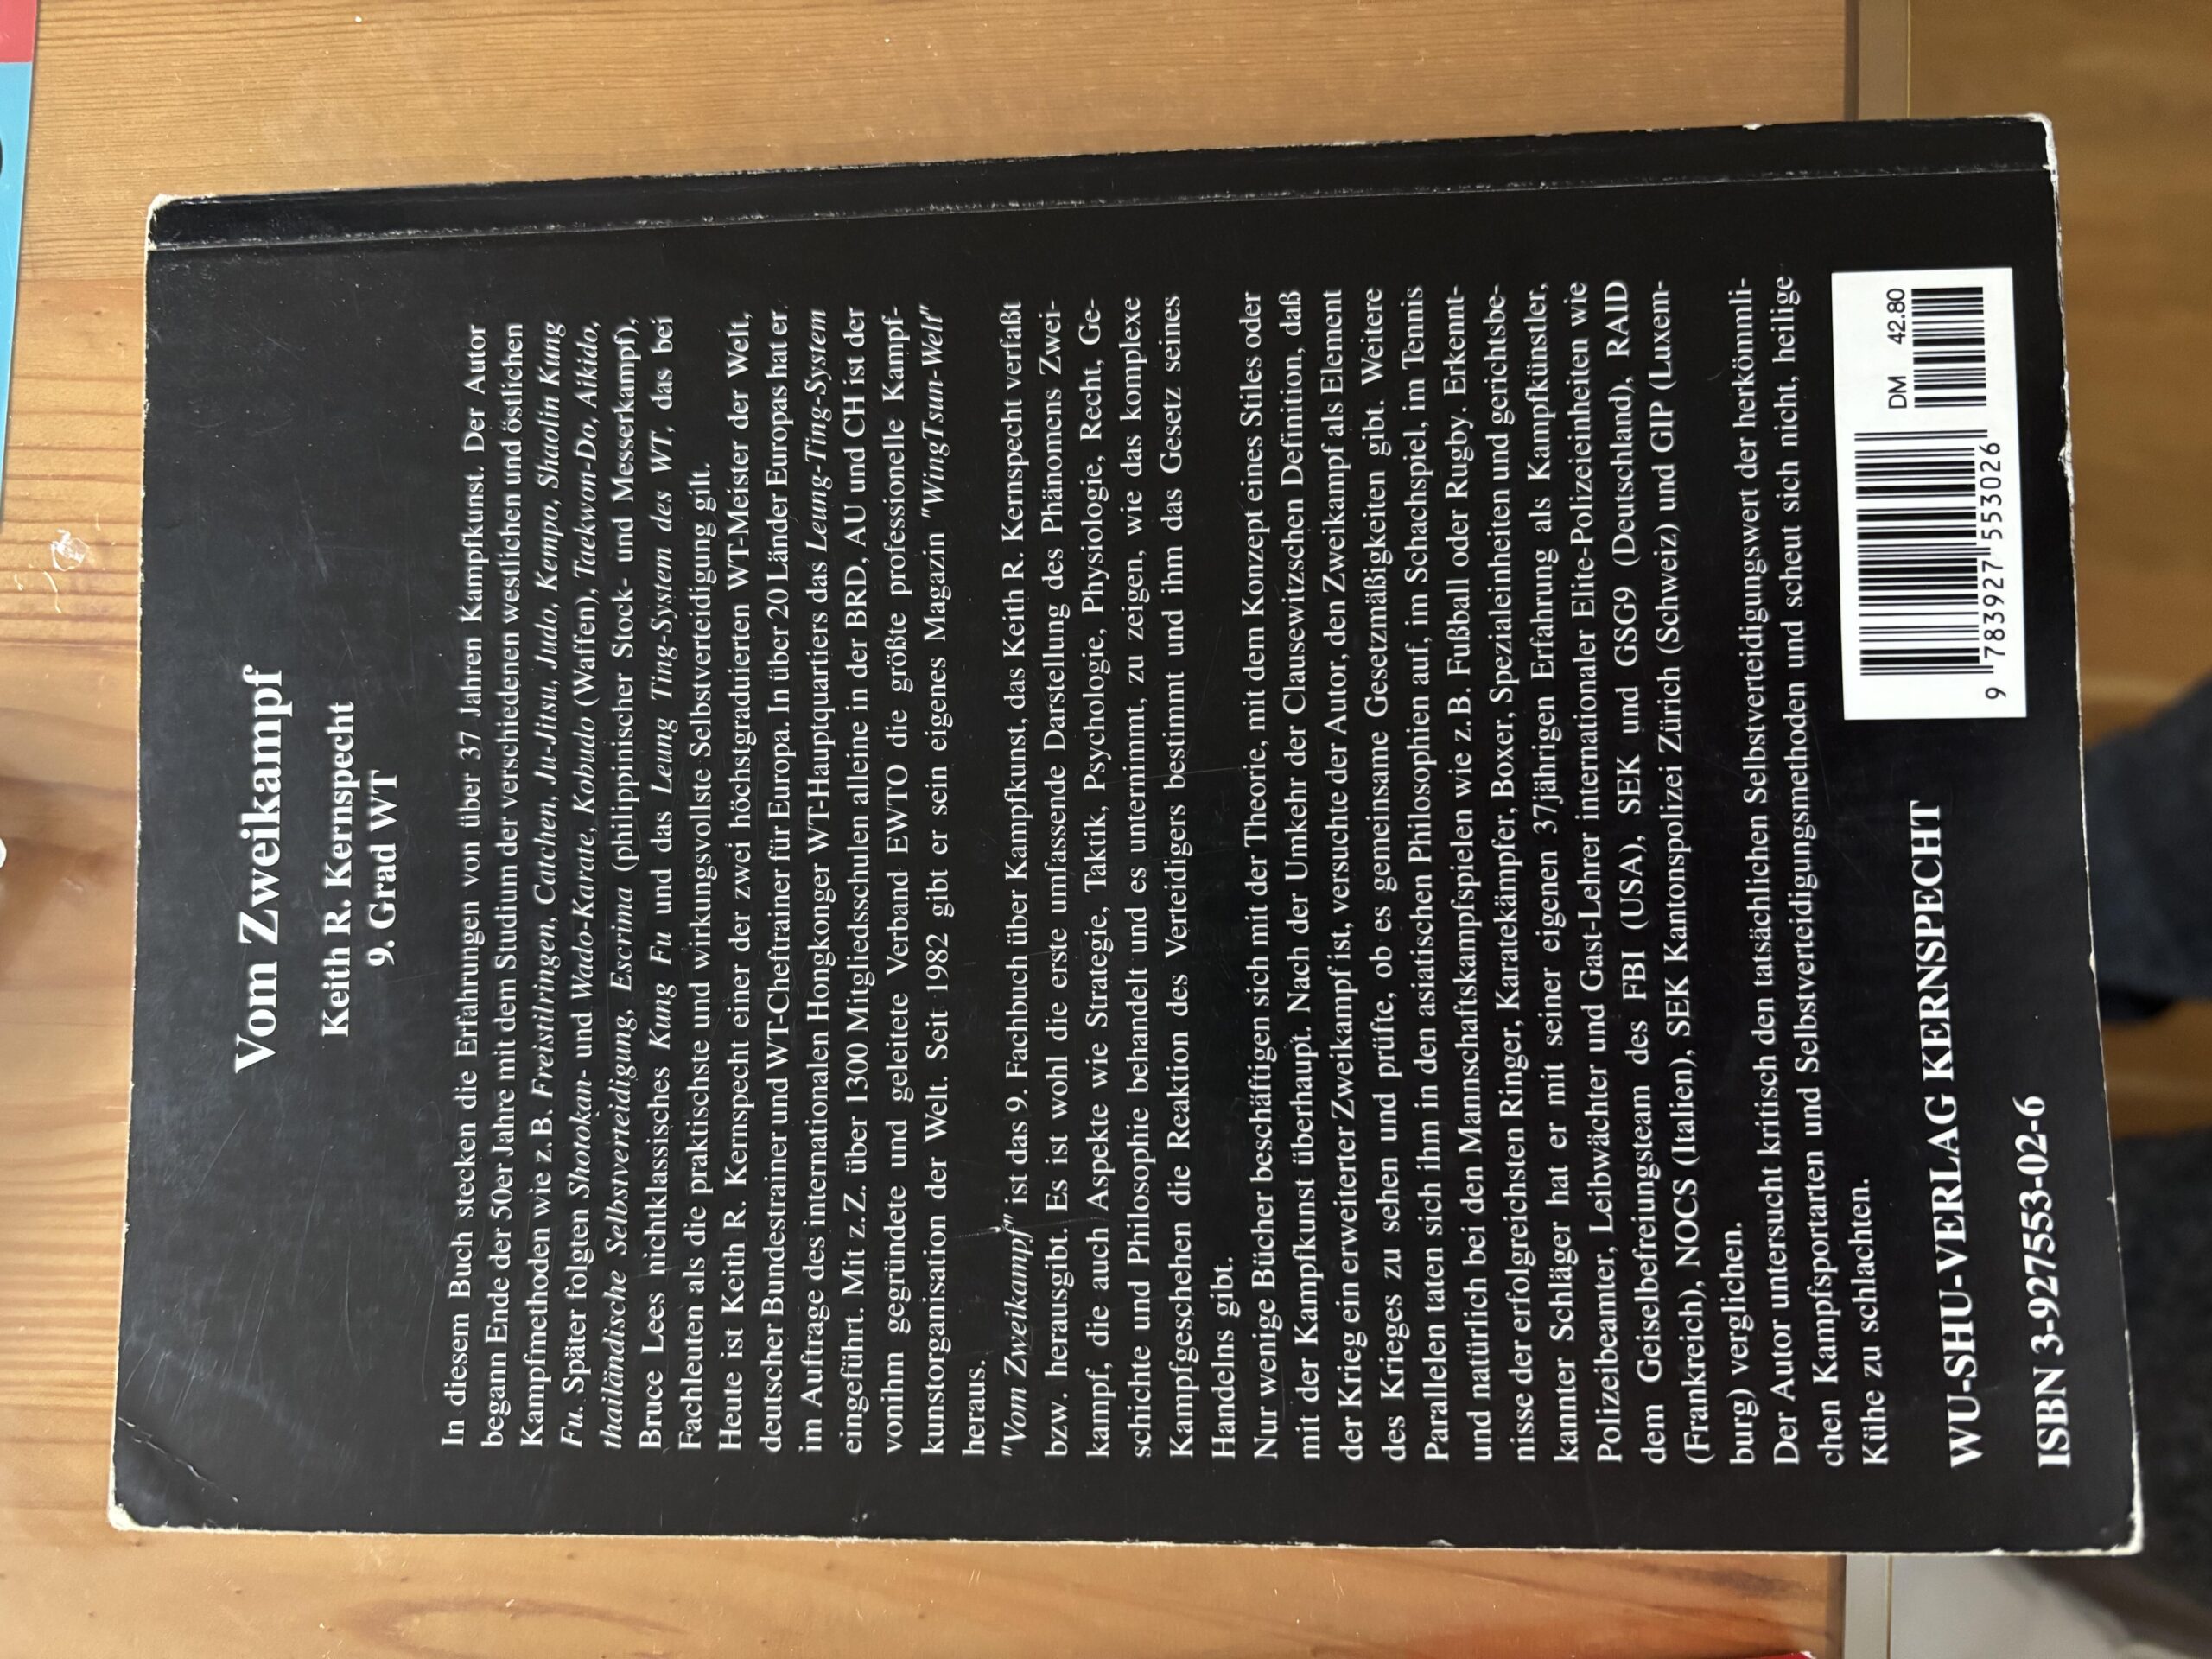 Vom Zweikampf
Keith R. Kernspecht
9. Grad WT
In diesem Buch stecken die Erfahrungen von über 37 Jahren Kampfkunst. Der Autor
begann Ende der 50er Jahre mit dem Studium der verschiedenen westlichen und östlichen
Kampfmethoden wie z.B. Freistilringen, Catchen, Ju-Jitsu, Judo, Kempo, Shaolin Kung
Fu. Später folgten Shotokan- und Wado-Karate, Kobudo (Waffen), Taekwon-Do, Aikido,
thailändische Selbstverteidigung, Escrima (philippinischer Stock- und Messerkampf),
Bruce Lees nichtklassisches Kung Fu und das Leung Ting-System des WT, das bei
Fachleuten als die praktischste und wirkungsvollste Selbstverteidigung gilt.
Heute ist Keith R. Kernspecht einer der zwei höchstgraduierten WT-Meister der Welt,
deutscher Bundestrainer und WT-Cheftrainer für Europa. In über 20 Länder Europas hat er
im Auftrage des internationalen Hongkonger WT-Hauptquartiers das Leung-Ting-System
eingeführt. Mit z.Z. über 1300 Mitgliedsschulen alleine in der BRD, AU und CH ist der
vonihm gegründete und geleitete Verband EWTO die größte professionelle Kampf-
kunstorganisation der Welt. Seit 1982 gibt er sein eigenes Magazin "WingTsun-Welt"
heraus.
"Vom Zweikampf" ist das 9. Fachbuch über Kampfkunst, das Keith R. Kernspecht verfaßt
bzw. herausgibt. Es ist wohl die erste umfassende Darstellung des Phänomens Zwei-
kampf, die auch Aspekte wie Strategie, Taktik, Psychologie, Physiologie, Recht, Ge-
schichte und Philosophie behandelt und es unternimmt, zu zeigen, wie das komplexe
Kampfgeschehen die Reaktion des Verteidigers bestimmt und ihn das Gesetz seines
Handelns gibt.
Nur wenige Bücher beschäftigen sich mit der Theorie, mit dem Konzept eines Stiles oder
mit der Kampfkunst überhaupt. Nach der Umkehr der Clausewitzschen Definition, daß
der Krieg ein erweiterter Zweikampf ist, versuchte der Autor, den Zweikampf als Element
des Krieges zu sehen und prüfte, ob es gemeinsame Gesetzmäßigkeiten gibt. Weitere
Parallelen taten sich ihm in den asiatischen Philosophien auf, im Schachspiel, im Tennis
und natürlich bei den Mannschaftskampfspielen wie z.B. Fußball oder Rugby. Erkennt-
nisse der erfolgreichsten Ringer, Karatekämpfer, Boxer, Spezialeinheiten und gerichtsbe-
kannter Schläger hat er mit seiner eigenen 37jährigen Erfahrung als Kampfkünstler,
Polizeibeamter, Leibwächter und Gast-Lehrer internationaler Elite-Polizeieinheiten wie
dem Geiselbefreiungsteam des FBI (USA), SEK und GSG9 (Deutschland), RAID
(Frankreich), NOCS (Italien), SEK Kantonspolizei Zürich (Schweiz) und GIP (Luxem-
burg) verglichen.
Der Autor untersucht kritisch den tatsächlichen Selbstverteidigungswert der herkömmli-
chen Kampfsportarten und Selbstverteidigungsmethoden und scheut sich nicht, heilige
Kühe zu schlachten.
WU-SHU-VERLAG KERNSPECHT
ISBN 3-927553-02-6
DM 42.80
9 783927 553026